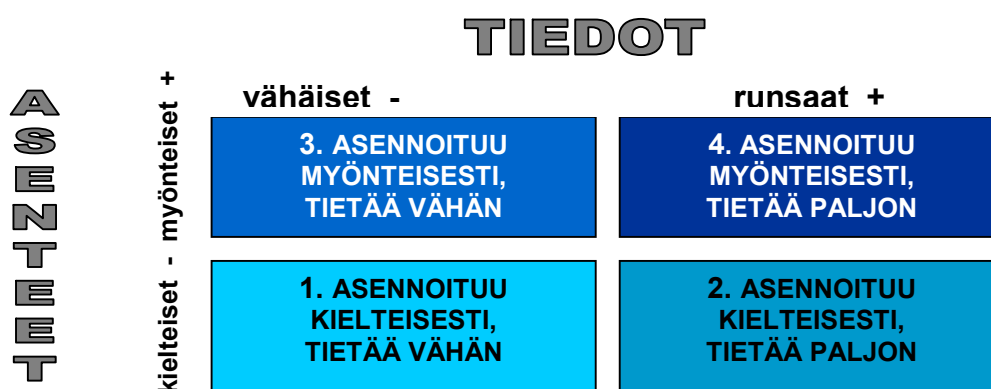 TIEDOT
ASENTEET
kielteiset - myönteiset +
vähäiset -
runsaat +
3. ASENNOITUU
MYÖNTEISESTI,
TIETÄÄ VÄHÄN
4. ASENNOITUU
MYÖNTEISESTI,
TIETÄÄ PALJON
1. ASENNOITUU
KIELTEISESTI,
TIETÄÄ VÄHÄN
2. ASENNOITUU
KIELTEISESTI,
TIETÄÄ PALJON